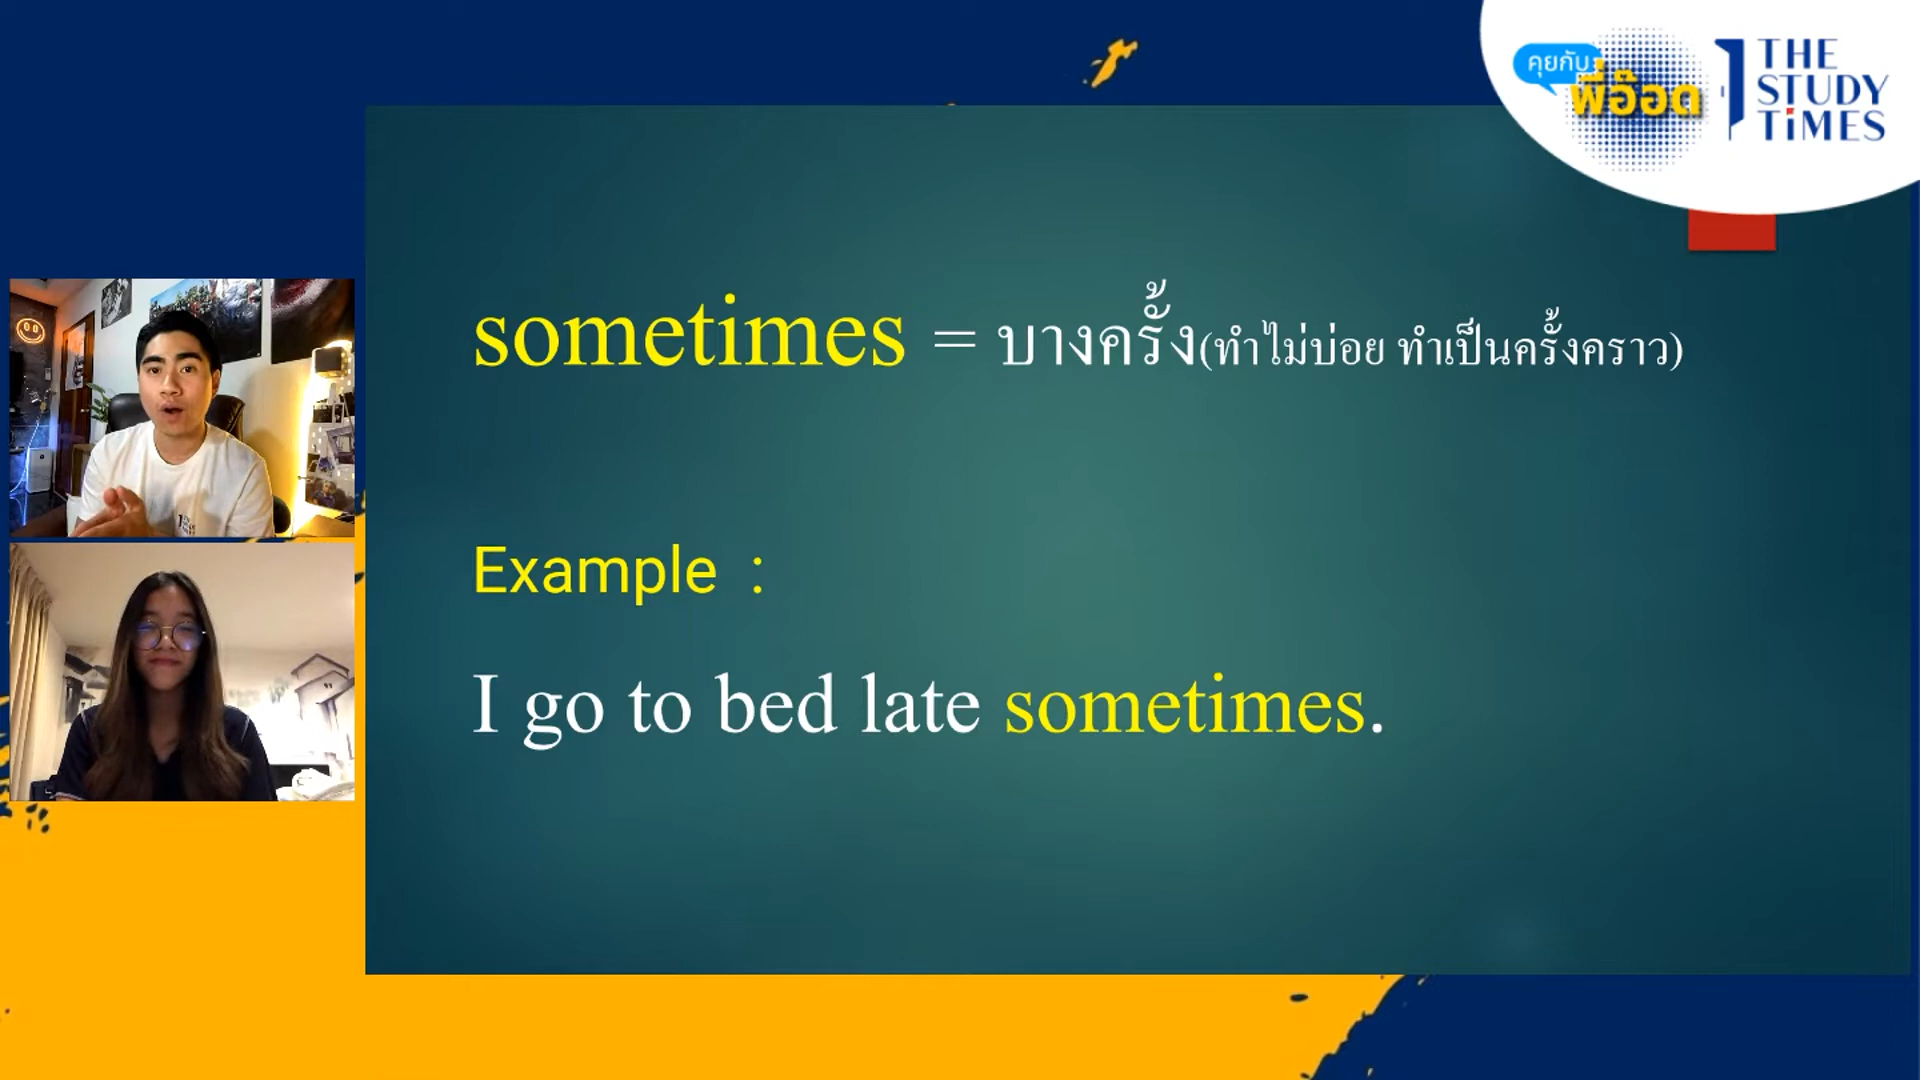 คุยกับ
พี่อ๊อด
THE
STUDY
TiMES
sometimes = บางครั้ง(ทำไม่บ่อย ทำเป็นครั้งคราว)
Example :
I go to bed late sometimes.